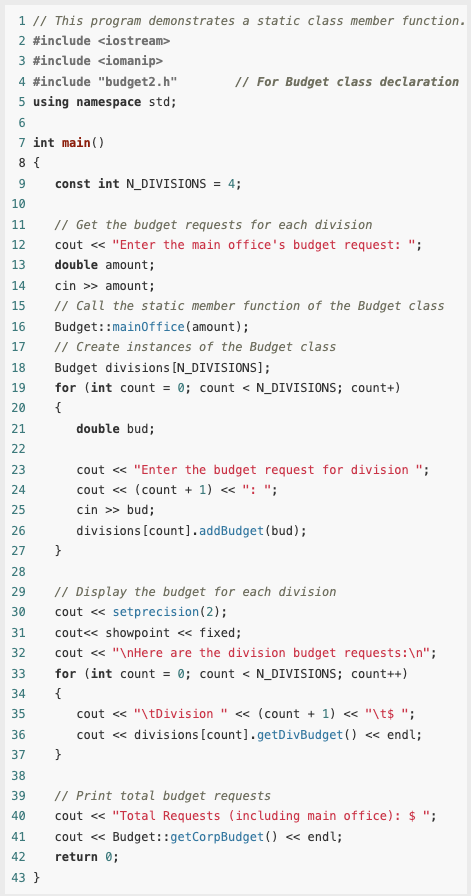 1 // This program demonstrates a static class member function.
2 #include <iostream>
3 #include <iomanip>
4 #include "budget2.h"        // For Budget class declaration
5 using namespace std;
6
7 int main()
8 {
9    const int N_DIVISIONS = 4;
10
11    // Get the budget requests for each division
12    cout << "Enter the main office's budget request: ";
13    double amount;
14    cin >> amount;
15    // Call the static member function of the Budget class
16    Budget::mainOffice(amount);
17    // Create instances of the Budget class
18    Budget divisions[N_DIVISIONS];
19    for (int count = 0; count < N_DIVISIONS; count+)
20    {
21       double bud;
22
23       cout << "Enter the budget request for division ";
24       cout << (count + 1) << ": ";
25       cin >> bud;
26       divisions[count].addBudget(bud);
27    }
28
29    // Display the budget for each division
30    cout << setprecision(2);
31    cout<< showpoint << fixed;
32    cout << "\nHere are the division budget requests:\n";
33    for (int count = 0; count < N_DIVISIONS; count++)
34    {
35       cout << "\tDivision " << (count + 1) << "\t$ ";
36       cout << divisions[count].getDivBudget() << endl;
37    }
38
39    // Print total budget requests
40    cout << "Total Requests (including main office): $ ";
41    cout << Budget::getCorpBudget() << endl;
42    return 0;
43 }